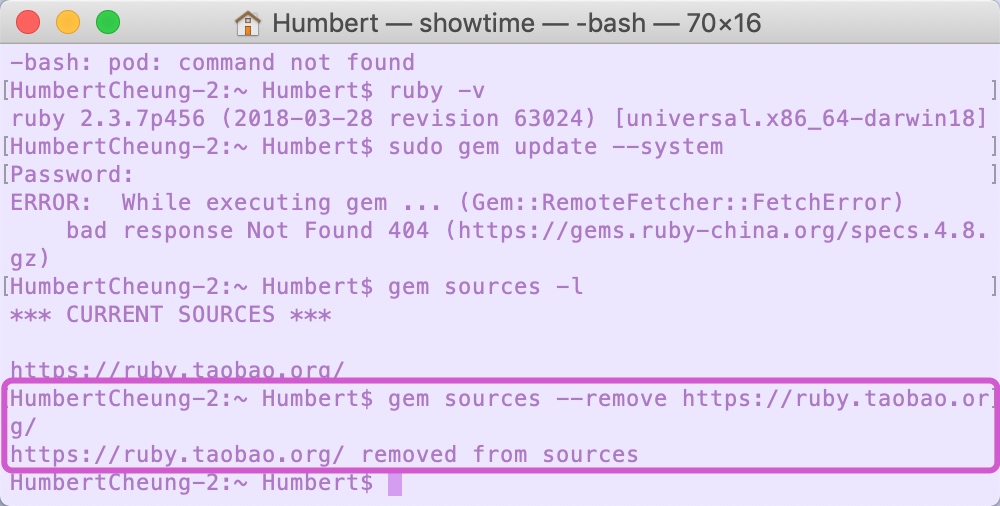 Humbert — showtime — -bash — 70×16
-bash: pod: command not found
[HumbertCheung-2:~ Humbert$ ruby -v ]
ruby 2.3.7p456 (2018-03-28 revision 63024) [universal.x86_64-darwin18]
[HumbertCheung-2:~ Humbert$ sudo gem update --system ]
[Password: ]
ERROR:  While executing gem ... (Gem::RemoteFetcher::FetchError)
    bad response Not Found 404 (https://gems.ruby-china.org/specs.4.8.
gz)
[HumbertCheung-2:~ Humbert$ gem sources -l ]
*** CURRENT SOURCES ***
https://ruby.taobao.org/
HumbertCheung-2:~ Humbert$ gem sources --remove https://ruby.taobao.or]
g/
https://ruby.taobao.org/ removed from sources
HumbertCheung-2:~ Humbert$